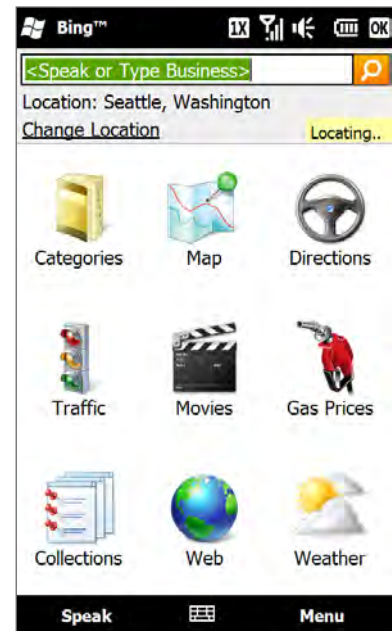 Bing™ 1X OK
<Speak or Type Business>
Location: Seattle, Washington
Change Location Locating..
Categories Map Directions
Traffic Movies Gas Prices
Collections Web Weather
Speak Menu